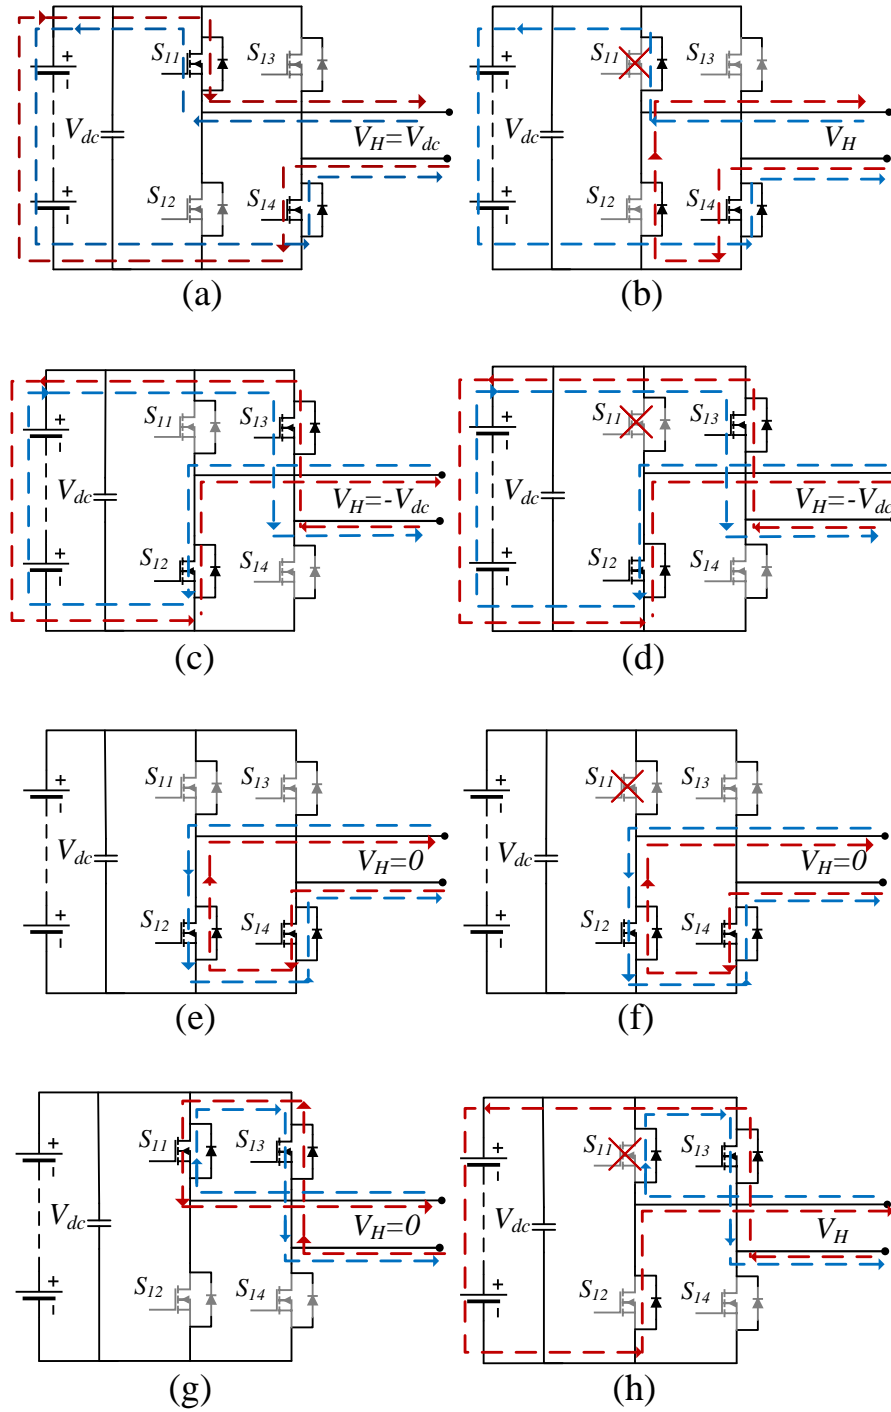 + S11 S13 + S11 S13
Vdc VH=Vdc Vdc VH
+ S12 S14 + S12 S14
(a) (b)
+ S11 S13 + S11 S13
Vdc VH=-Vdc Vdc VH=-Vdc
+ S12 S14 + S12 S14
(c) (d)
+ S11 S13 + S11 S13
Vdc VH=0 Vdc VH=0
+ S12 S14 + S12 S14
(e) (f)
+ S11 S13 + S11 S13
Vdc VH=0 Vdc VH
+ S12 S14 + S12 S14
(g) (h)